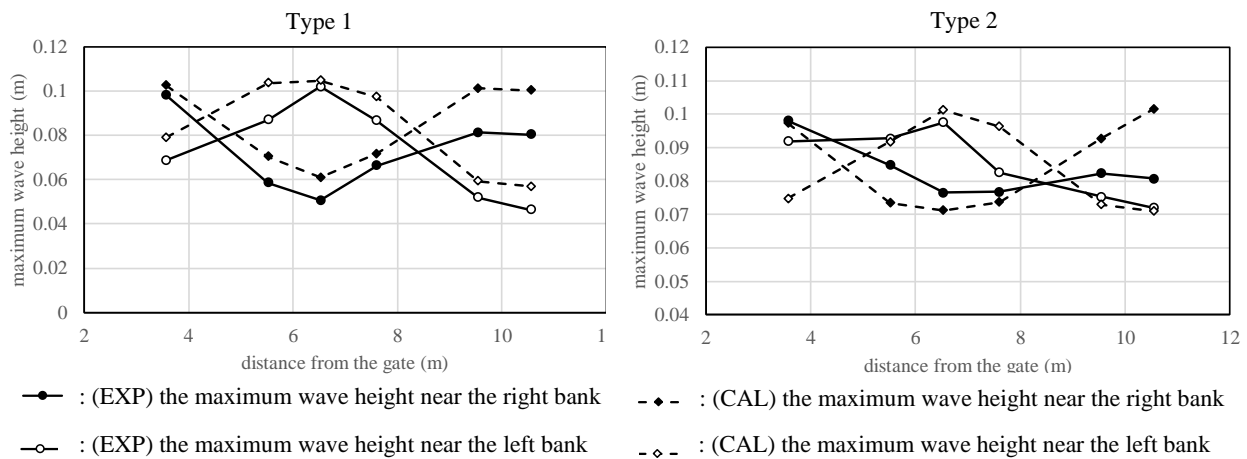 Type 1
0.12
0.1
0.08
0.06
0.04
0.02
0
2
4
6
8
10
1
maximum wave height (m)
distance from the gate (m)
Type 2
0.12
0.11
0.1
0.09
0.08
0.07
0.06
0.05
0.04
2
4
6
8
10
12
maximum wave height (m)
distance from the gate (m)
: (EXP) the maximum wave height near the right bank
: (CAL) the maximum wave height near the right bank
: (EXP) the maximum wave height near the left bank
: (CAL) the maximum wave height near the left bank